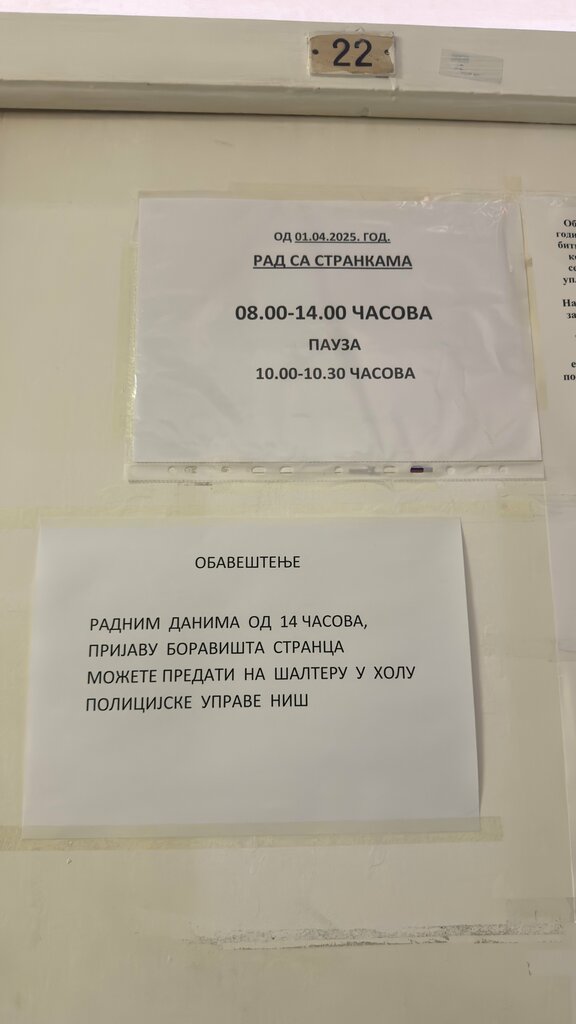 22
ОД 01.04.2025. ГОД.
РАД СА СТРАНКАМА
08.00-14.00 ЧАСОВА
ПАУЗА
10.00-10.30 ЧАСОВА
ОБАВЕШТЕЊЕ
РАДНИМ ДАНИМА ОД 14 ЧАСОВА,
ПРИЈАВУ БОРАВИШТА СТРАНЦА
МОЖЕТЕ ПРЕДАТИ НА ШАЛТЕРУ У ХОЛУ
ПОЛИЦИЈСКЕ УПРАВЕ НИШ